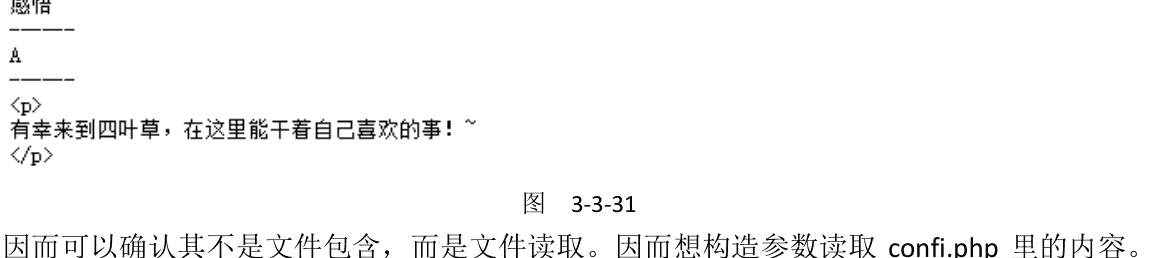 感悟
-----
A
-----
<p>
有幸来到四叶草，在这里能干着自己喜欢的事！~
</p>
图 3-3-31
因而可以确认其不是文件包含，而是文件读取。因而想构造参数读取 confi.php 里的内容。